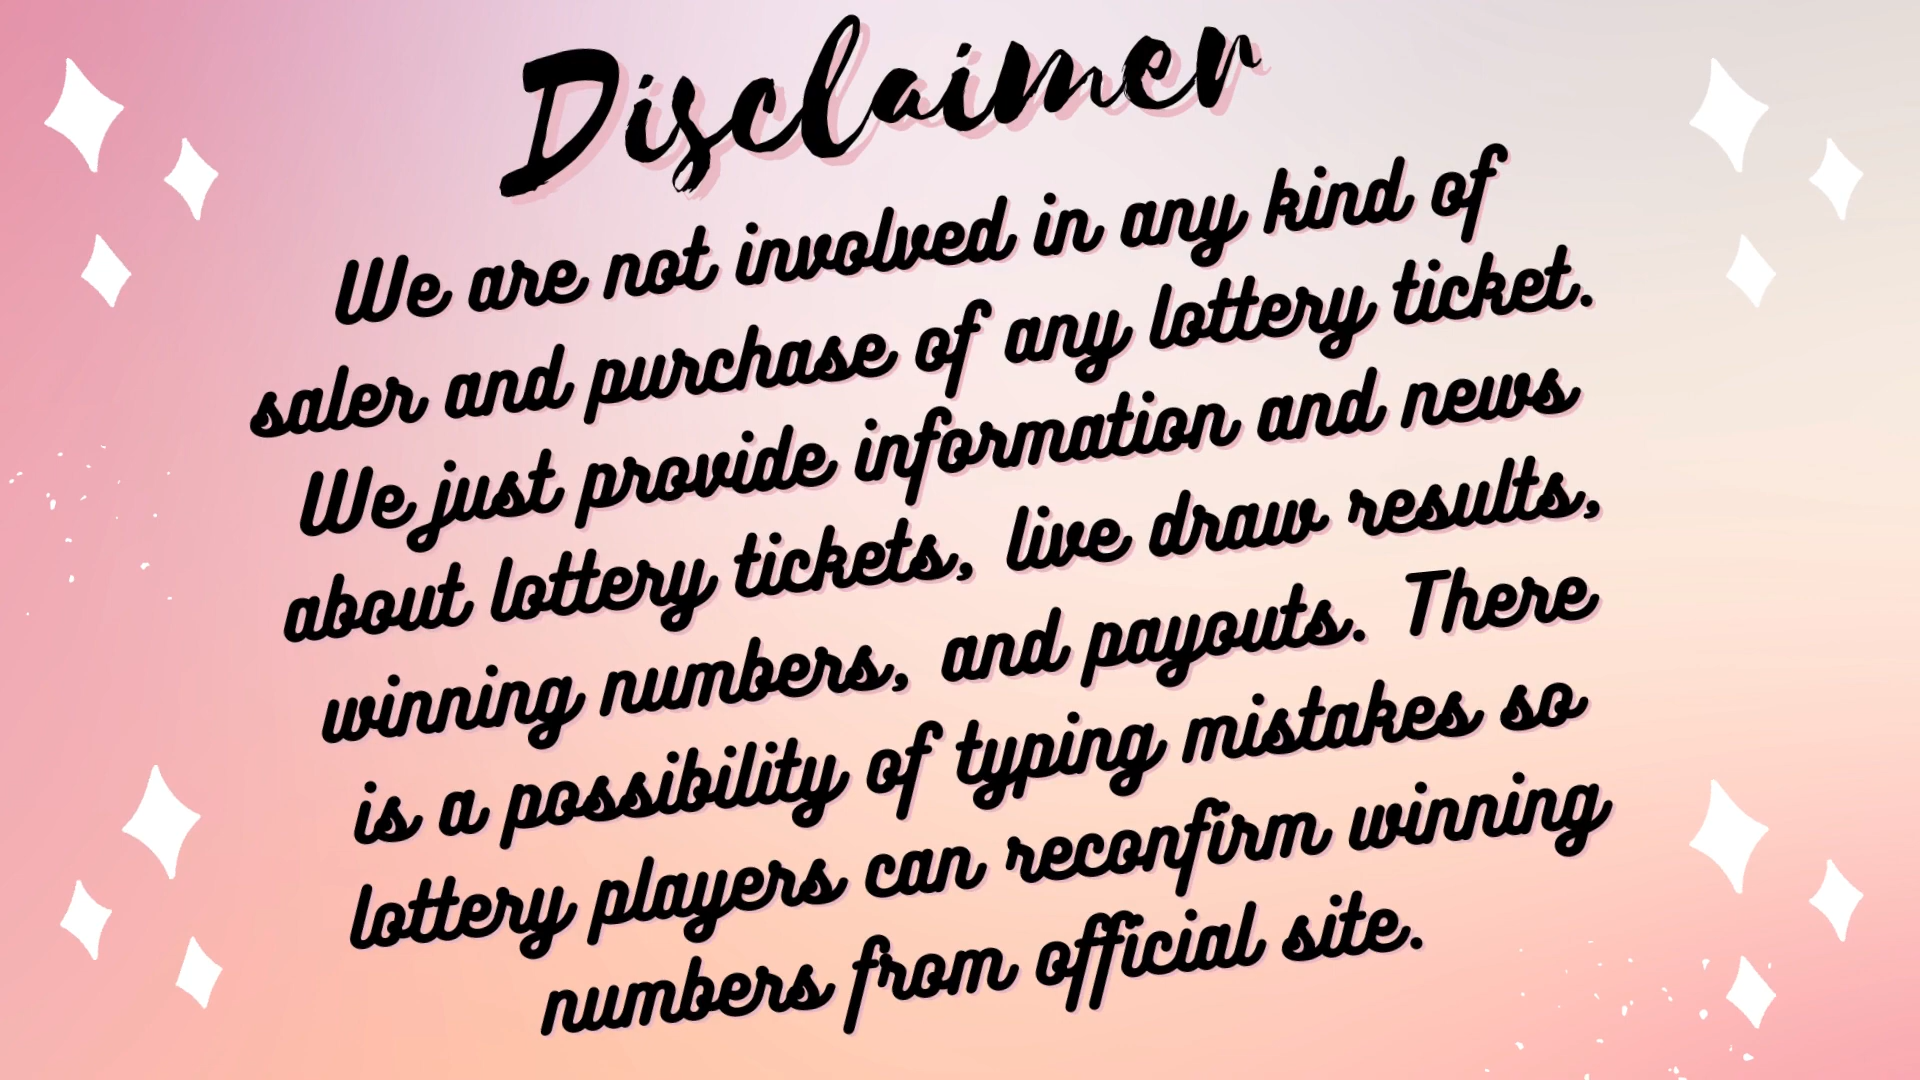 Disclaimer
We are not involved in any kind of
saler and purchase of any lottery ticket.
We just provide information and news
about lottery tickets, live draw results,
winning numbers, and payouts. There
is a possibility of typing mistakes so
lottery players can reconfirm winning
numbers from official site.